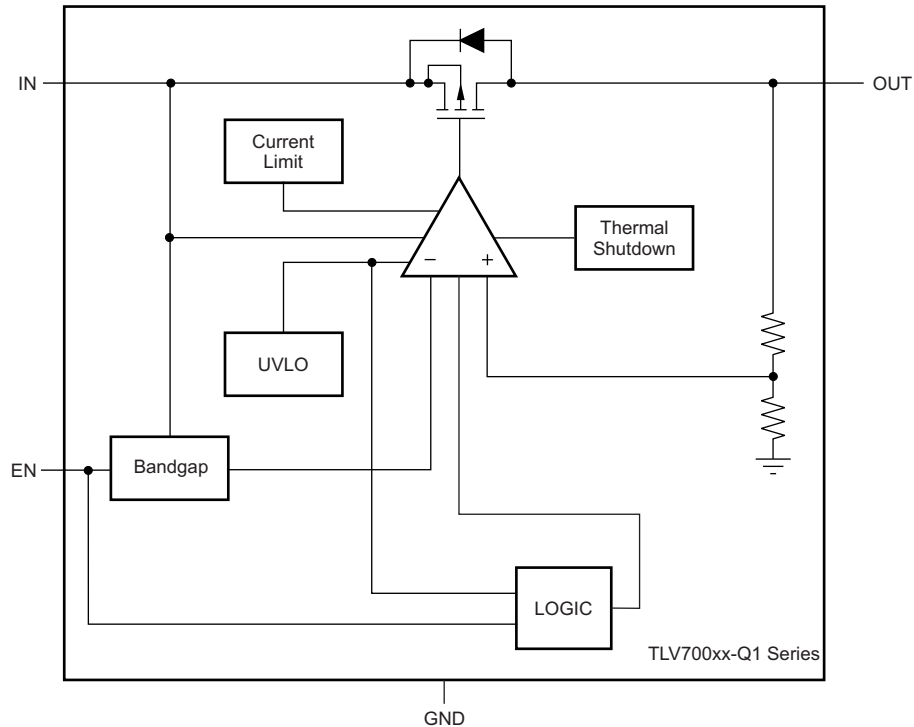 IN
OUT
Current
Limit
Thermal
Shutdown
− +
UVLO
EN
Bandgap
LOGIC
TLV700xx-Q1 Series
GND